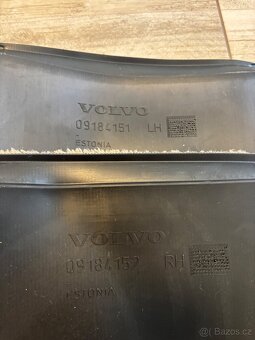 VOLVO
09184151 LH
ESTONIA
VOLVO
09184152 RH
ESTONIA
Bazos.cz